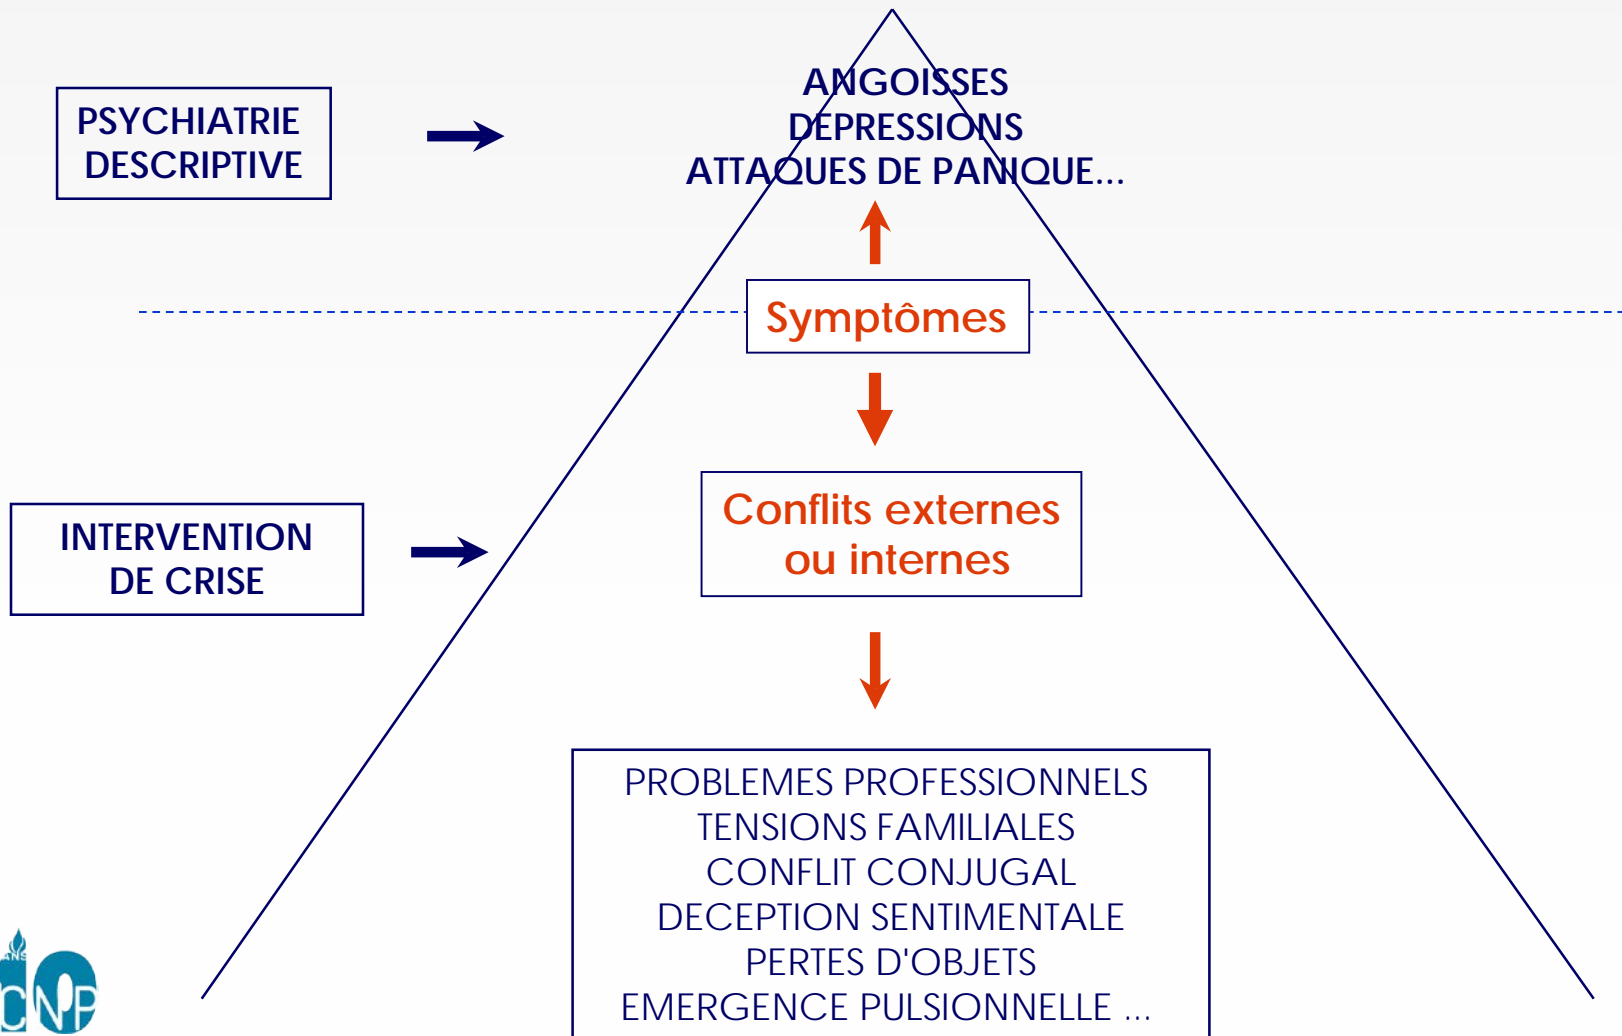 PSYCHIATRIE
DESCRIPTIVE
ANGOISSES
DEPRESSIONS
ATTAQUES DE PANIQUE...
Symptômes
INTERVENTION
DE CRISE
Conflits externes
ou internes
PROBLEMES PROFESSIONNELS
TENSIONS FAMILIALES
CONFLIT CONJUGAL
DECEPTION SENTIMENTALE
PERTES D'OBJETS
EMERGENCE PULSIONNELLE ...
ANS
CNP